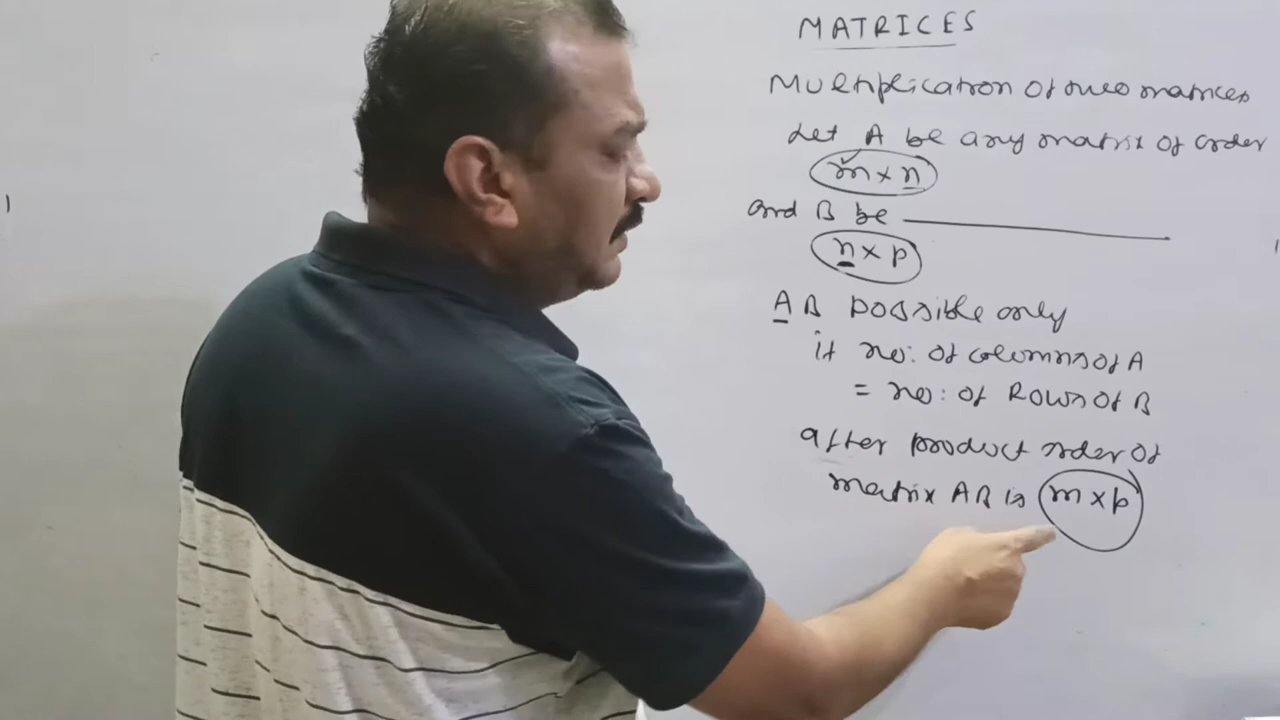 MATRICES
Multiplication of two matrices
Let A be any matrix of order
m × n
and B be
n × p
AB possible only
if no: of columns of A
= no: of Rows of B
after product order of
matrix AB is m × p